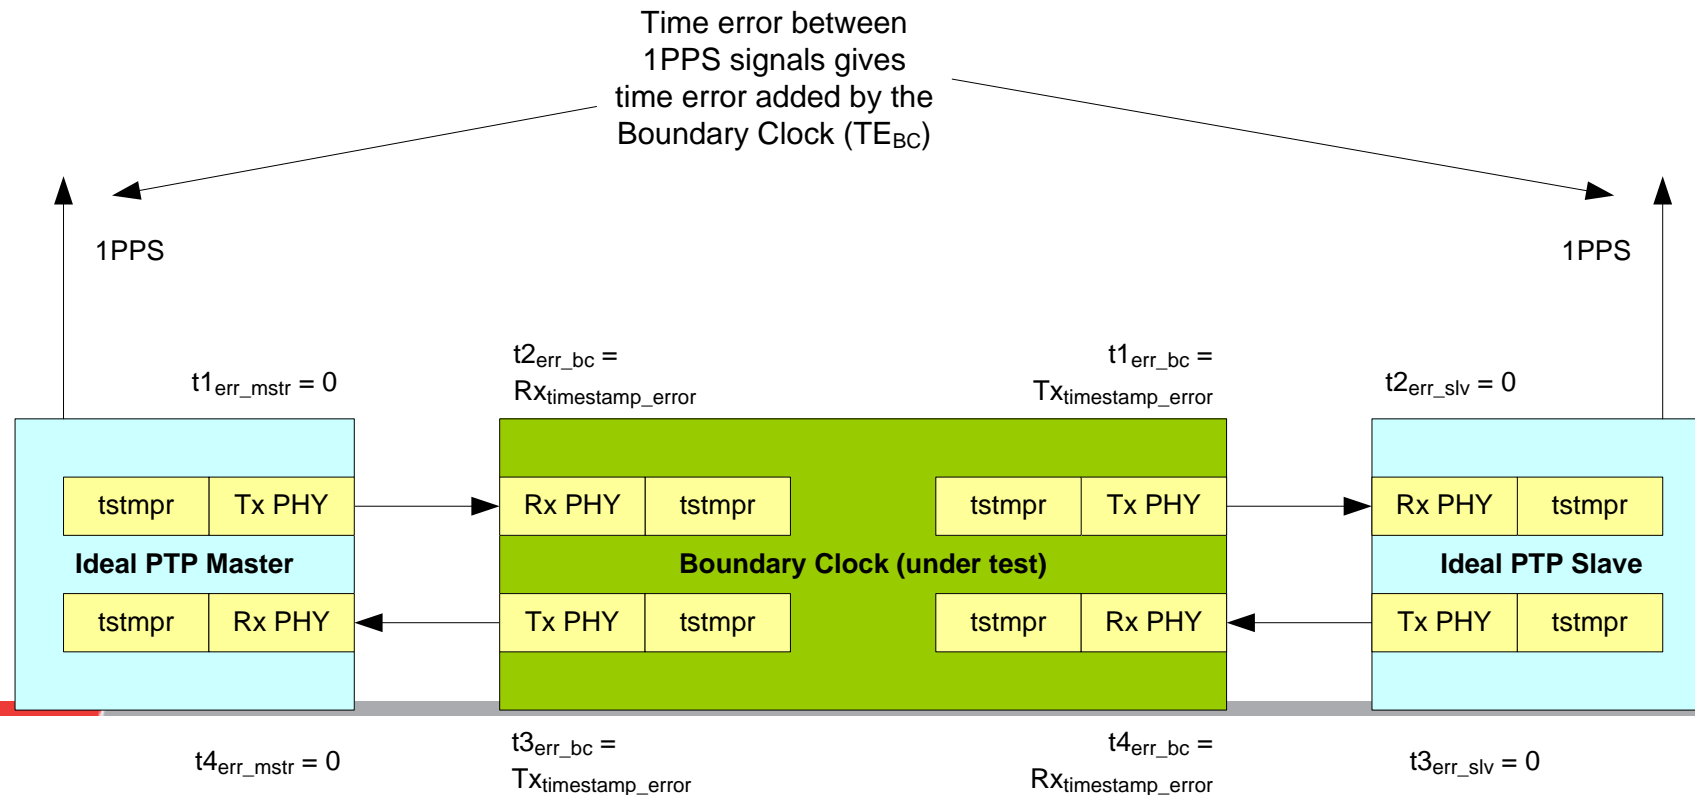 Time error between
1PPS signals gives
time error added by the
Boundary Clock (TEBC)
1PPS
1PPS
t1err_mstr = 0
t2err_bc =
Rxtimestamp_error
t1err_bc =
Txtimestamp_error
t2err_slv = 0
tstmpr Tx PHY Rx PHY tstmpr tstmpr Tx PHY Rx PHY tstmpr
Ideal PTP Master Boundary Clock (under test) Ideal PTP Slave
tstmpr Rx PHY Tx PHY tstmpr tstmpr Rx PHY Tx PHY tstmpr
t4err_mstr = 0
t3err_bc =
Txtimestamp_error
t4err_bc =
Rxtimestamp_error
t3err_slv = 0